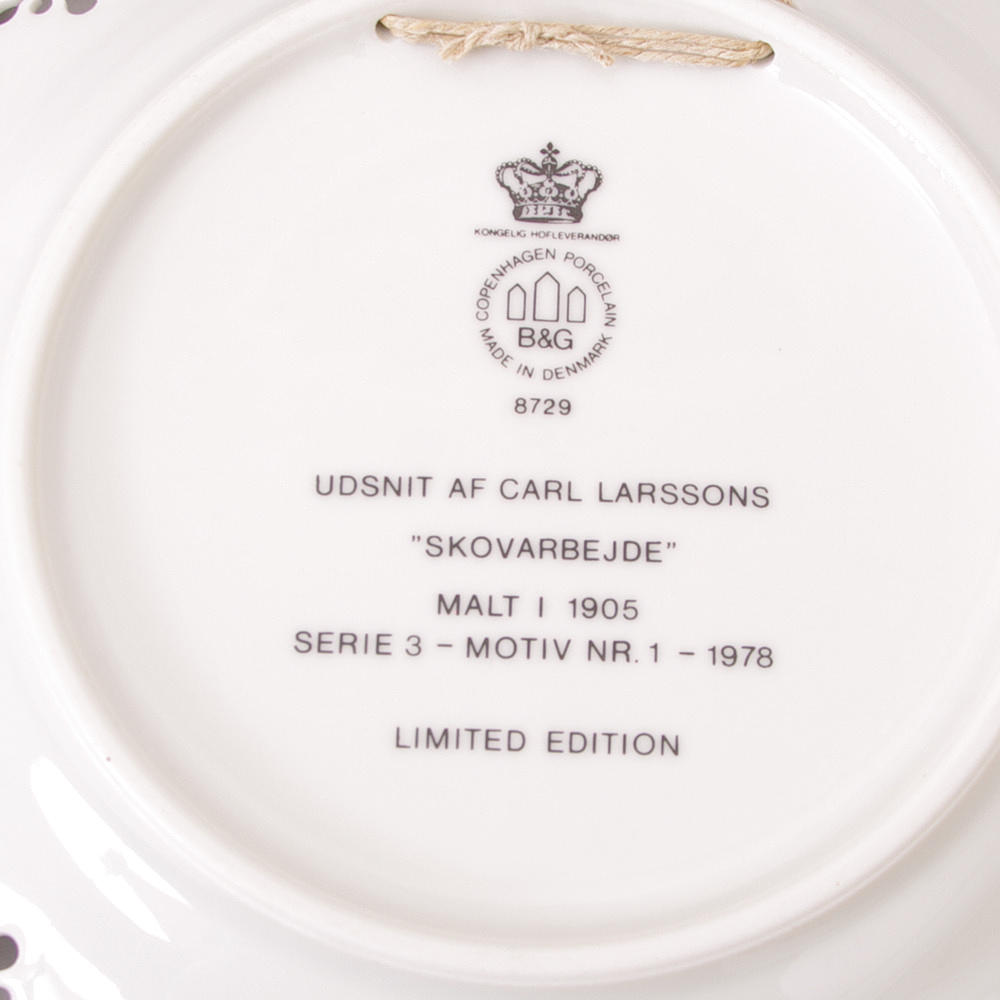 KONGELIG HOFLEVERANDØR
COPENHAGEN PORCELAIN
B&G
MADE IN DENMARK
8729
UDSNIT AF CARL LARSSONS
"SKOVARBEJDE"
MALT I 1905
SERIE 3 – MOTIV NR. 1 – 1978
LIMITED EDITION